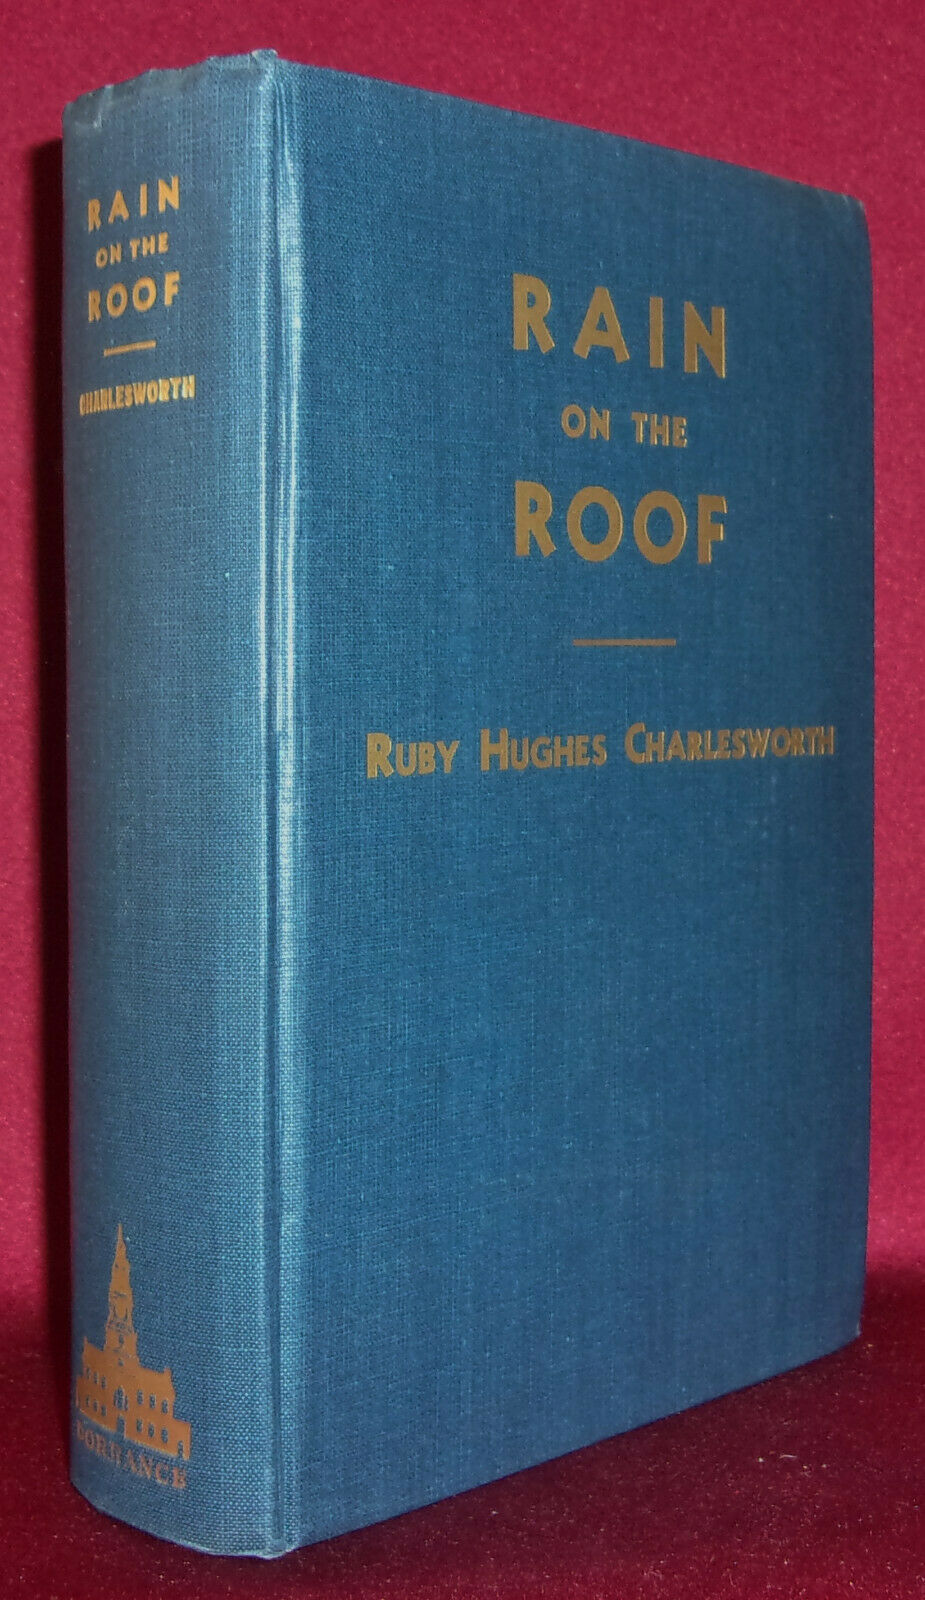 RAIN
ON THE
ROOF
CHARLESWORTH
DORRANCE
RAIN
ON THE
ROOF
RUBY HUGHES CHARLESWORTH